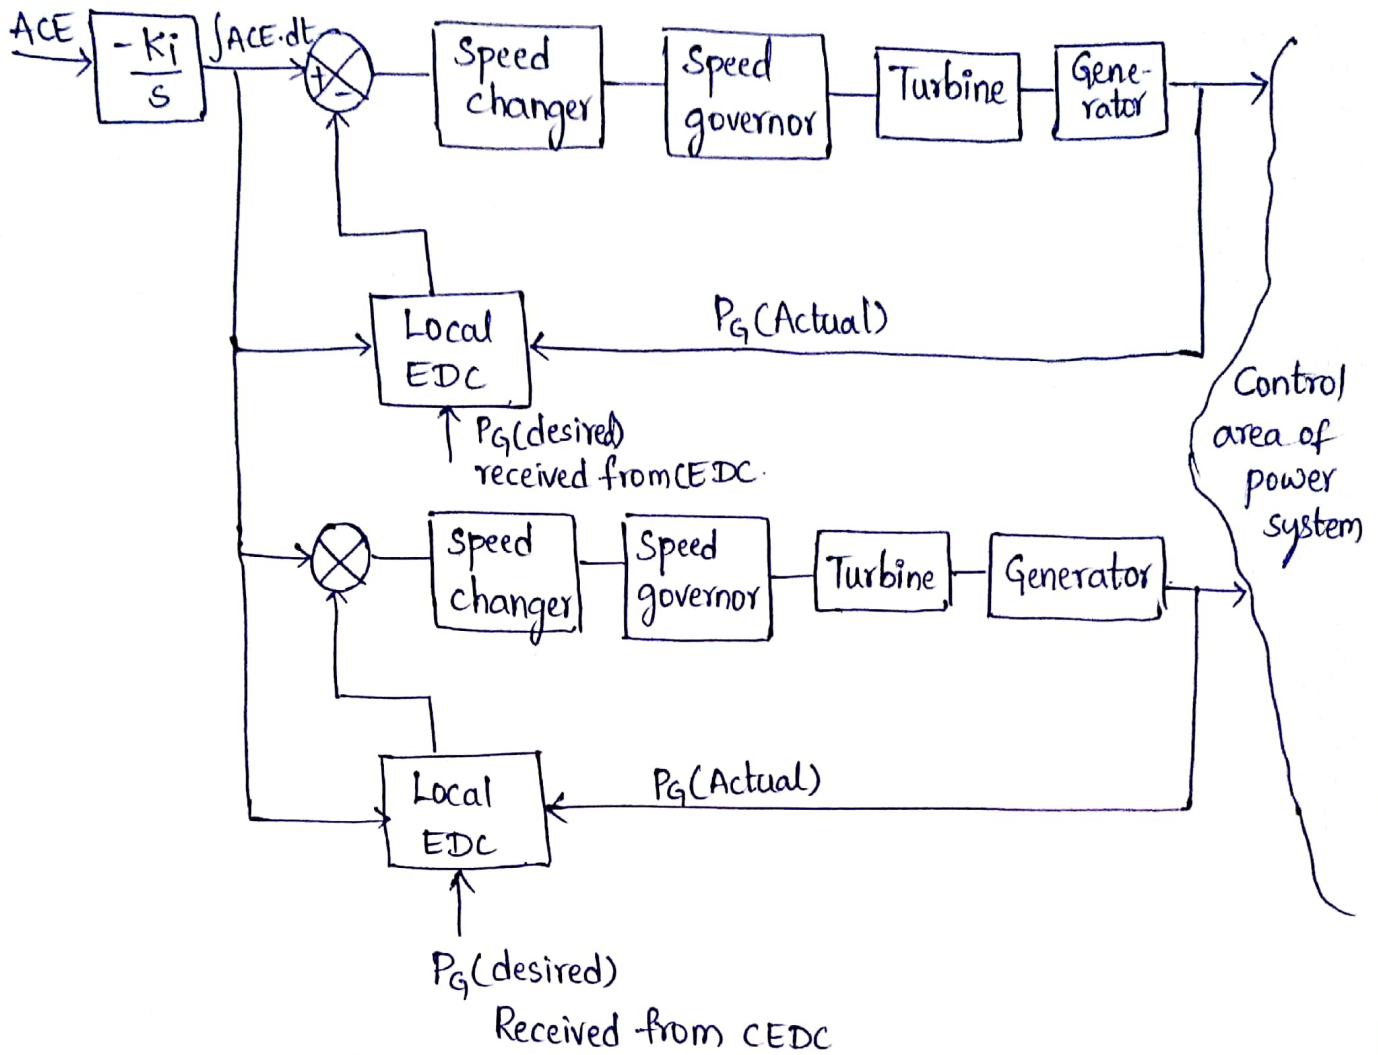 ACE
-Ki
s
∫ACE.dt
+
-
Speed
changer
Speed
governor
Turbine
Gene-
rator
Local
EDC
PG(Actual)
PG(desired)
received from CEDC.
Control
area of
power
system
Speed
changer
Speed
governor
Turbine
Generator
Local
EDC
PG(Actual)
PG(desired)
Received from CEDC